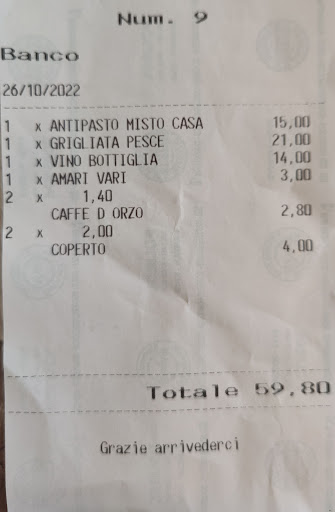 Num. 9
Banco
26/10/2022
1 x ANTIPASTO MISTO CASA 15,00
1 x GRIGLIATA PESCE 21,00
1 x VINO BOTTIGLIA 14,00
1 x AMARI VARI 3,00
2 x 1,40
CAFFE D ORZO 2,80
2 x 2,00
COPERTO 4,00
Totale 59,80
Grazie arrivederci